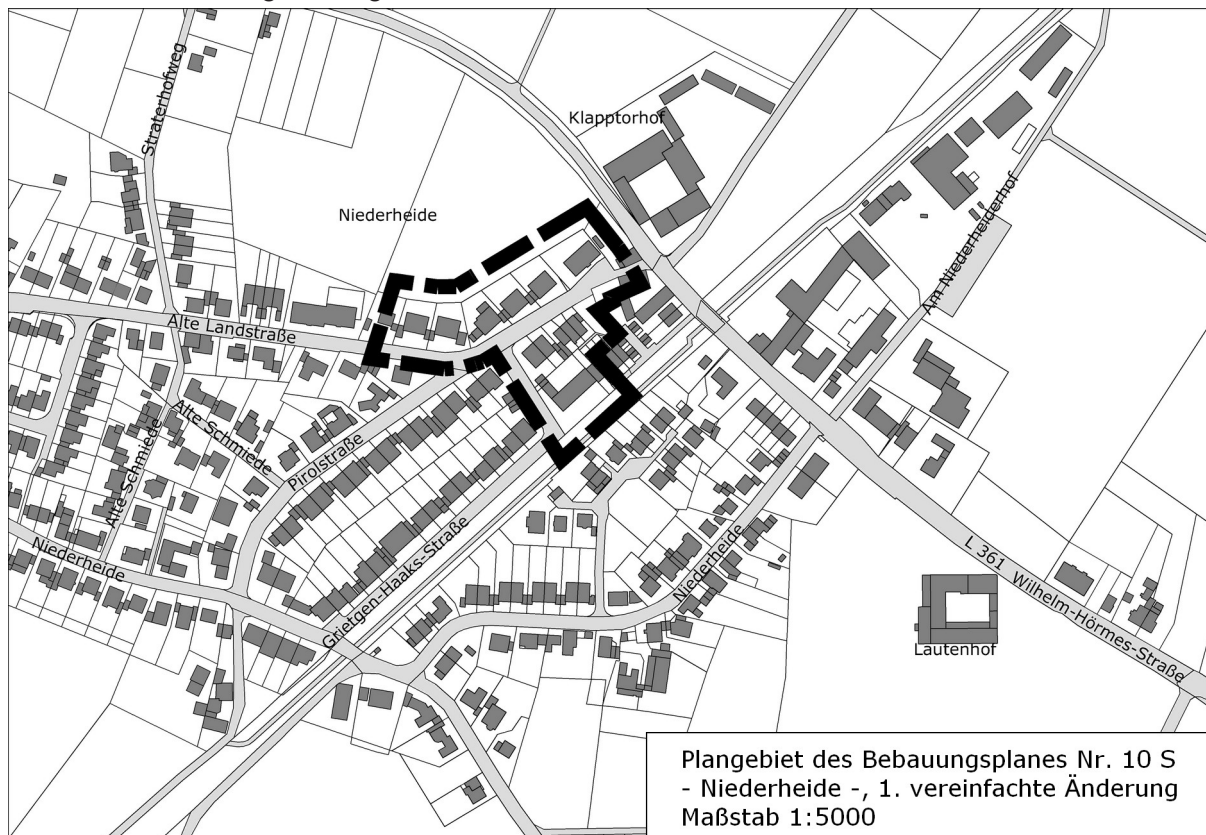 Straterhofweg
Klapptorhof
Niederheide
Am Niederheiderhof
Alte Landstraße
Alte Schmiede
Pirolstraße
Alte Schmiede
Niederheide
Grietgen-Haaks-Straße
Niederheide
L 361 Wilhelm-Hörmes-Straße
Lautenhof
Plangebiet des Bebauungsplanes Nr. 10 S
- Niederheide -, 1. vereinfachte Änderung
Maßstab 1:5000